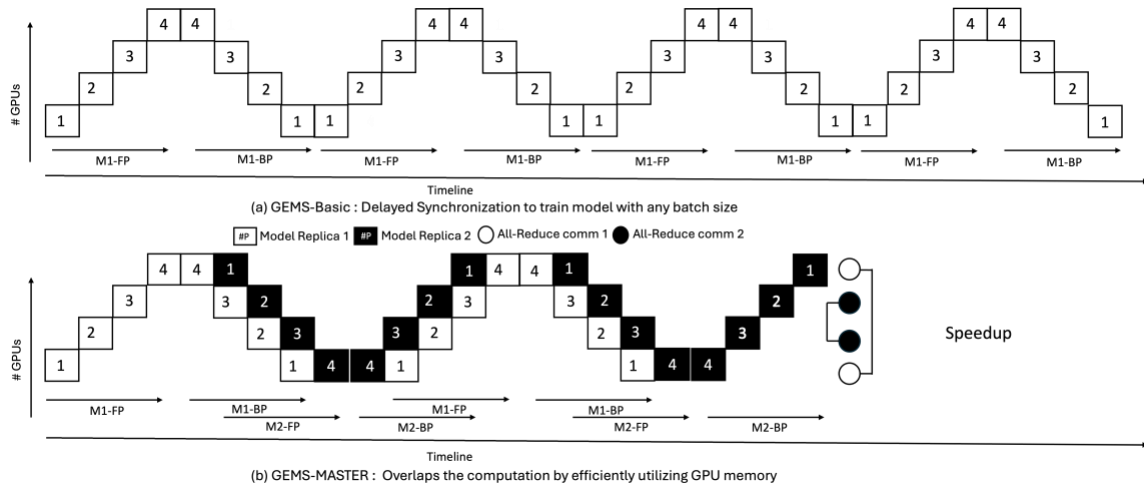 4 4 4 4 4 4 4 4
3 3 3 3 3 3 3 3
2 2 2 2 2 2 2 2
1 1 1 1 1 1 1 1
# GPUs
M1-FP M1-BP M1-FP M1-BP M1-FP M1-BP M1-FP M1-BP
Timeline
(a) GEMS-Basic : Delayed Synchronization to train model with any batch size
#P Model Replica 1 #P Model Replica 2 All-Reduce comm 1 All-Reduce comm 2
4 4 1 1 4 4 1 1
3 3 2 2 3 3 2 2
2 2 3 3 2 2 3 3
1 1 4 4 1 1 4 4
# GPUs
Speedup
M1-FP M1-BP M1-FP M1-BP
M2-FP M2-BP M2-FP M2-BP
Timeline
(b) GEMS-MASTER : Overlaps the computation by efficiently utilizing GPU memory